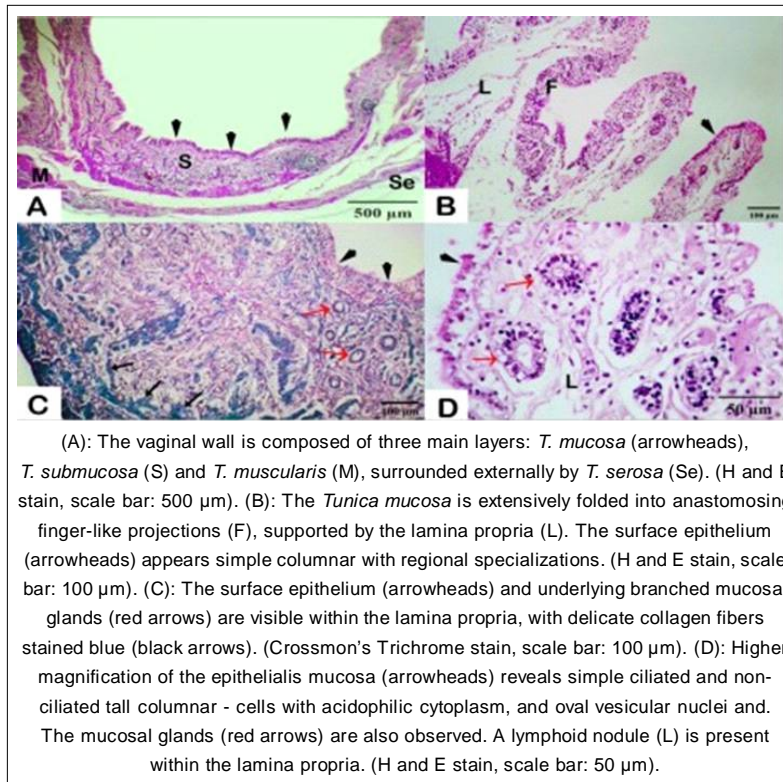 S
M
Se
A
500 µm
L
F
B
100 µm
C
100 µm
L
D
50 µm
(A): The vaginal wall is composed of three main layers: T. mucosa (arrowheads),
T. submucosa (S) and T. muscularis (M), surrounded externally by T. serosa (Se). (H and E
stain, scale bar: 500 µm). (B): The Tunica mucosa is extensively folded into anastomosing
finger-like projections (F), supported by the lamina propria (L). The surface epithelium
(arrowheads) appears simple columnar with regional specializations. (H and E stain, scale
bar: 100 µm). (C): The surface epithelium (arrowheads) and underlying branched mucosa
glands (red arrows) are visible within the lamina propria, with delicate collagen fibers
stained blue (black arrows). (Crossmon's Trichrome stain, scale bar: 100 µm). (D): Higher
magnification of the epithelialis mucosa (arrowheads) reveals simple ciliated and non-
ciliated tall columnar - cells with acidophilic cytoplasm, and oval vesicular nuclei and.
The mucosal glands (red arrows) are also observed. A lymphoid nodule (L) is present
within the lamina propria. (H and E stain, scale bar: 50 µm).